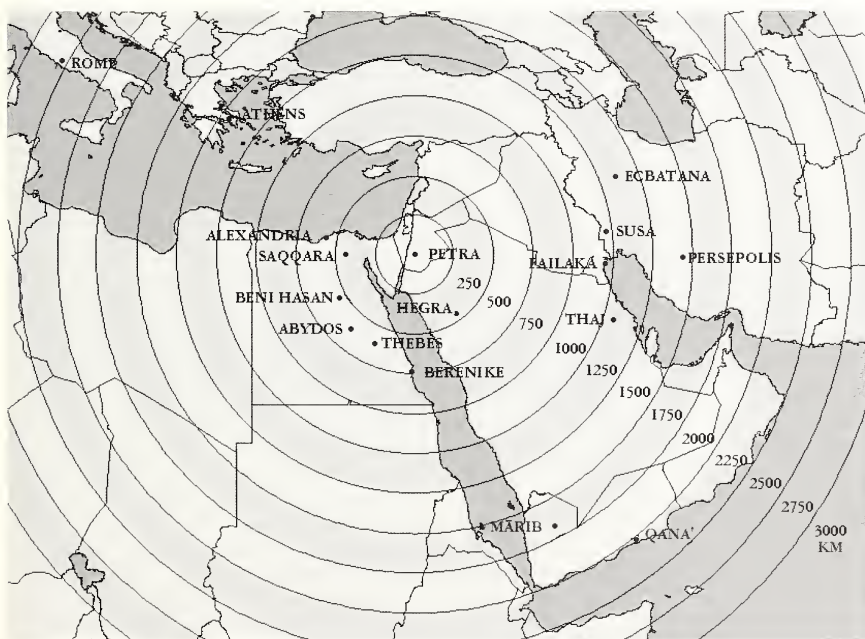 ROME
ATHENS
ECBATANA
ALEXANDRIA
SUSA
SAQQARA
PETRA
FAILAKA
PERSEPOLIS
250
BENI HASAN
500
HEGRA
THAJ
750
ABYDOS
THEBES
1000
BERENIKE
1250
1500
1750
2000
2250
2500
2750
MĀRIB
QANA'
3000
KM